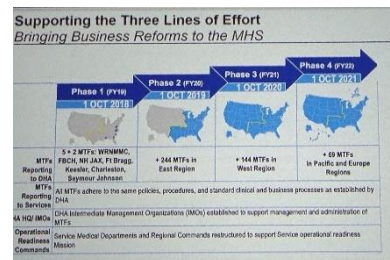 Supporting the Three Lines of Effort
Bringing Business Reforms to the MHS
Phase 1 (FY19)
1 OCT 2018
Phase 2 (FY20)
1 OCT 2019
Phase 3 (FY21)
1 OCT 2020
Phase 4 (FY22)
1 OCT 2021
MTFs
Reporting
to DHA
5 + 2 MTFs: WRNMMC,
FBCH, NH JAX, Ft Bragg,
Kessler, Charleston,
Seymour Johnson
+ 244 MTFs in
East Region
+ 144 MTFs in
West Region
+ 69 MTFs
in Pacific and Europe
Regions
MTFs
Reporting
to Services
All MTFs adhere to the same policies, procedures, and standard clinical and business processes as established by
DHA
HA HQ/ IMOs
DHA Intermediate Management Organizations (IMOs) established to support management and administration of
MTFs
Operational
Readiness
Commands
Service Medical Departments and Regional Commands restructured to support Service operational readiness
Mission